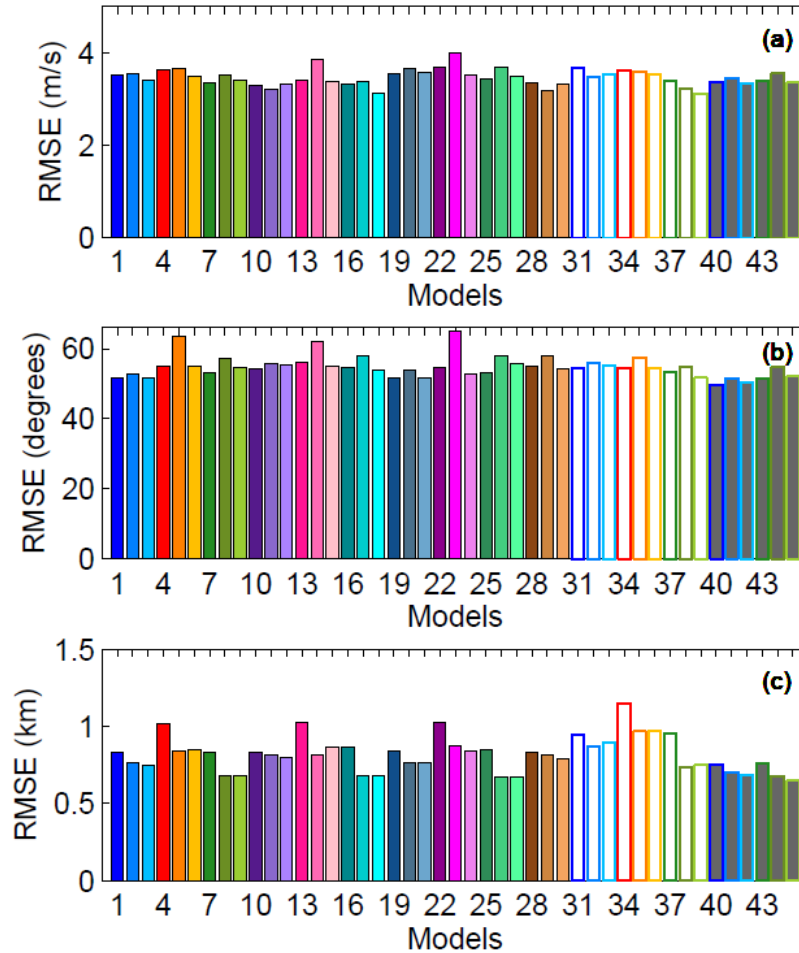 (a)
RMSE (m/s)
4
2
0
1 4 7 10 13 16 19 22 25 28 31 34 37 40 43
Models
(b)
RMSE (degrees)
60
40
20
0
1 4 7 10 13 16 19 22 25 28 31 34 37 40 43
Models
(c)
RMSE (km)
1.5
1
0.5
0
1 4 7 10 13 16 19 22 25 28 31 34 37 40 43
Models